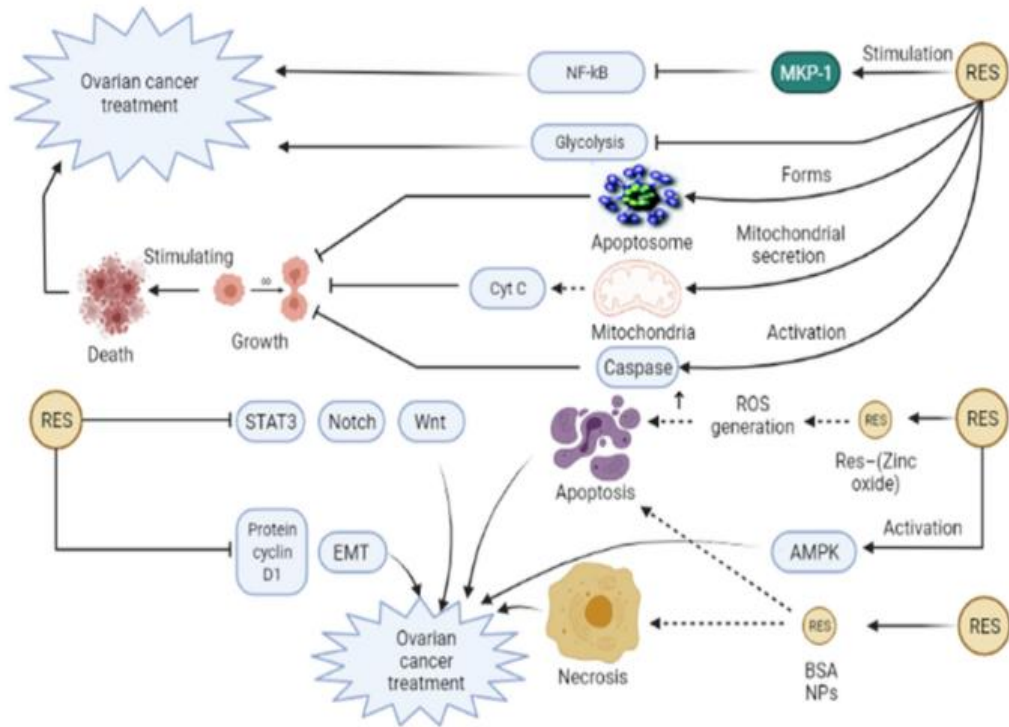 Ovarian cancer
treatment
NF-kB
MKP-1
Stimulation
RES
Glycolysis
Forms
Apoptosome
Mitochondrial
secretion
Stimulating
∞
Cyt C
Mitochondria
Death
Growth
Activation
Caspase
RES
STAT3
Notch
Wnt
ROS
generation
RES
RES
Res-(Zinc
oxide)
Apoptosis
Protein
cyclin
D1
EMT
Activation
AMPK
Ovarian
cancer
treatment
Necrosis
RES
RES
BSA
NPs